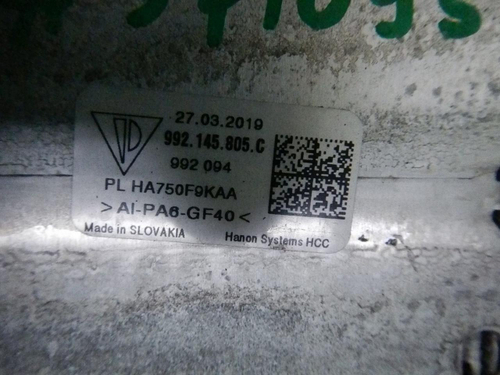 27.03.2019
992.145.805.C
992 094
PL HA750F9KAA
>Al-PA6-GF40<
Made in SLOVAKIA Hanon Systems HCC